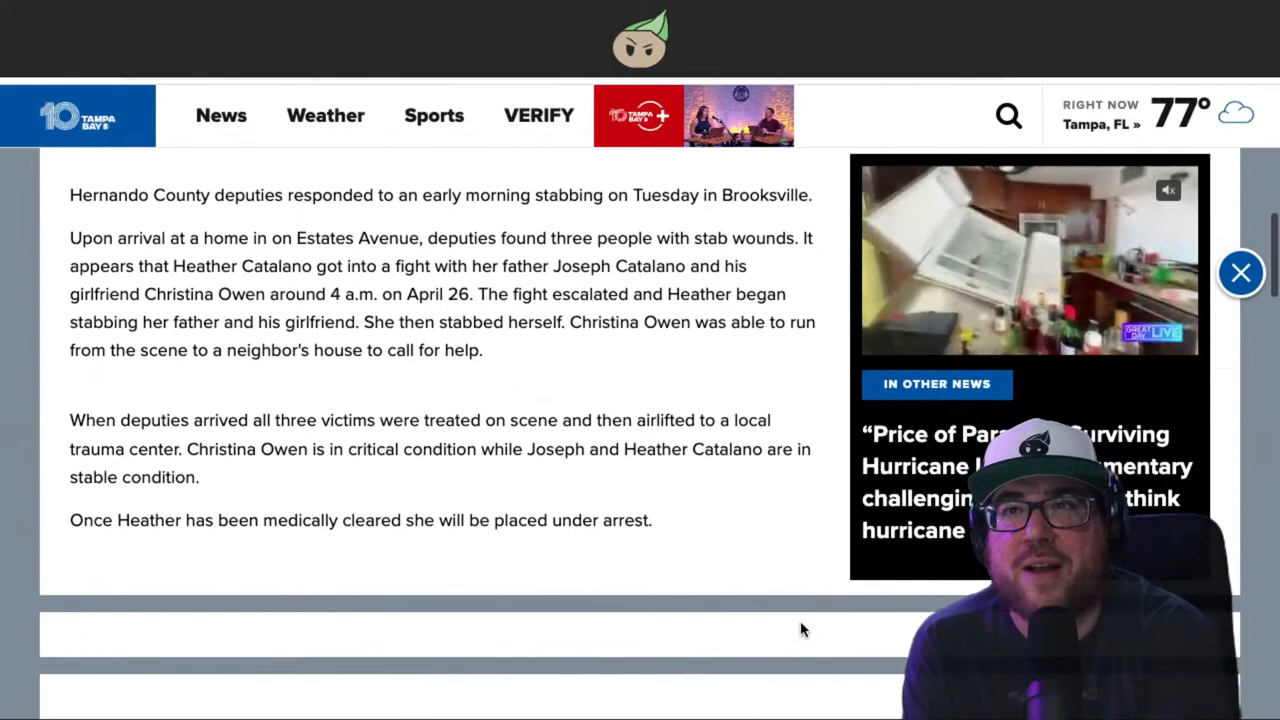 10 TAMPA BAY
News
Weather
Sports
VERIFY
10 TAMPA BAY +
RIGHT NOW
Tampa, FL »
77°
Hernando County deputies responded to an early morning stabbing on Tuesday in Brooksville.
Upon arrival at a home in on Estates Avenue, deputies found three people with stab wounds. It
appears that Heather Catalano got into a fight with her father Joseph Catalano and his
girlfriend Christina Owen around 4 a.m. on April 26. The fight escalated and Heather began
stabbing her father and his girlfriend. She then stabbed herself. Christina Owen was able to run
from the scene to a neighbor's house to call for help.
When deputies arrived all three victims were treated on scene and then airlifted to a local
trauma center. Christina Owen is in critical condition while Joseph and Heather Catalano are in
stable condition.
Once Heather has been medically cleared she will be placed under arrest.
GREAT DAY LIVE
IN OTHER NEWS
“Price of Surviving
Hurricane
challenging think
hurricane